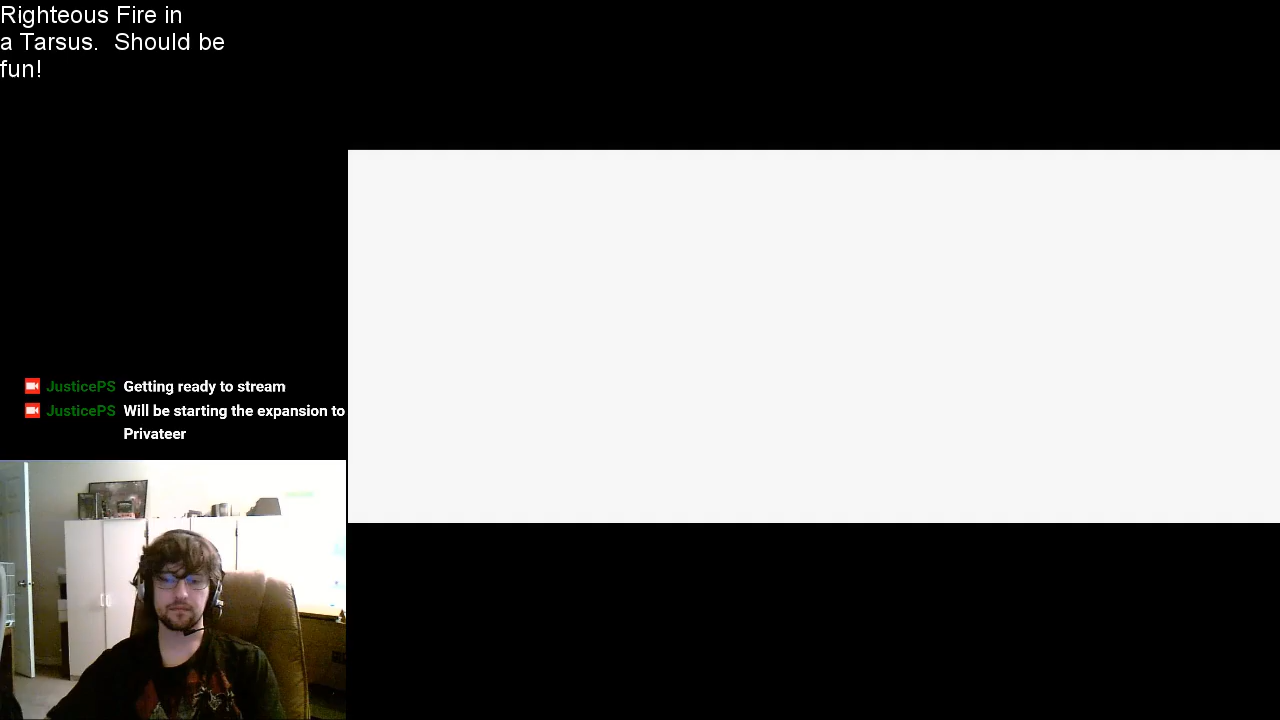 Righteous Fire in
a Tarsus.  Should be
fun!
JusticePS Getting ready to stream
JusticePS Will be starting the expansion to
Privateer